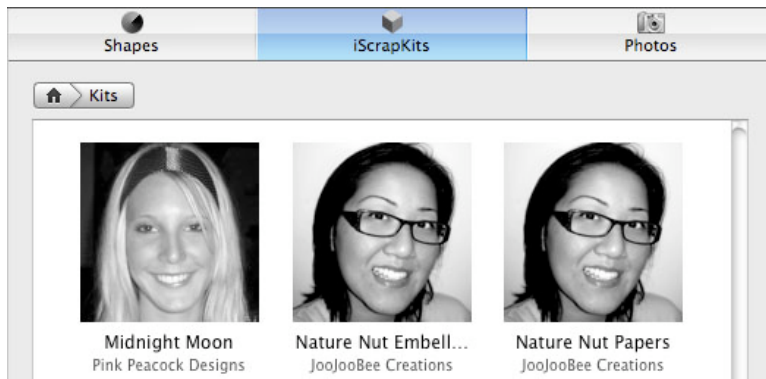 Shapes
iScrapKits
Photos
Kits
Midnight Moon
Pink Peacock Designs
Nature Nut Embell...
JooJooBee Creations
Nature Nut Papers
JooJooBee Creations